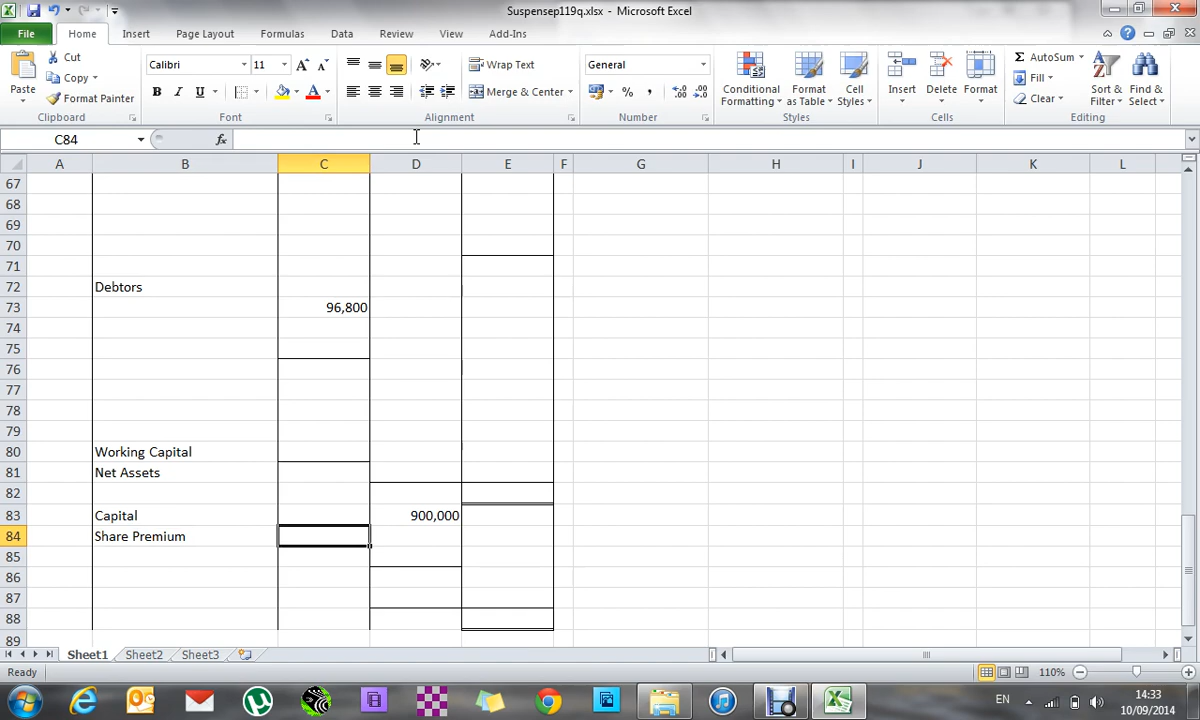 Suspensep119q.xlsx - Microsoft Excel
File Home Insert Page Layout Formulas Data Review View Add-Ins
Paste
Cut
Copy
Format Painter
Clipboard
Calibri 11
B I U
Font
Wrap Text
Merge & Center
Alignment
General
%
Number
Conditional Formatting
Format as Table
Cell Styles
Styles
Insert Delete Format
Cells
Σ AutoSum
Fill
Clear
Sort & Filter
Find & Select
Editing
C84 fx
A B C D E F G H I J K L
67
68
69
70
71
72 Debtors
73 96,800
74
75
76
77
78
79
80 Working Capital
81 Net Assets
82
83 Capital 900,000
84 Share Premium
85
86
87
88
89
Sheet1 Sheet2 Sheet3
Ready 110%
EN 14:33
10/09/2014